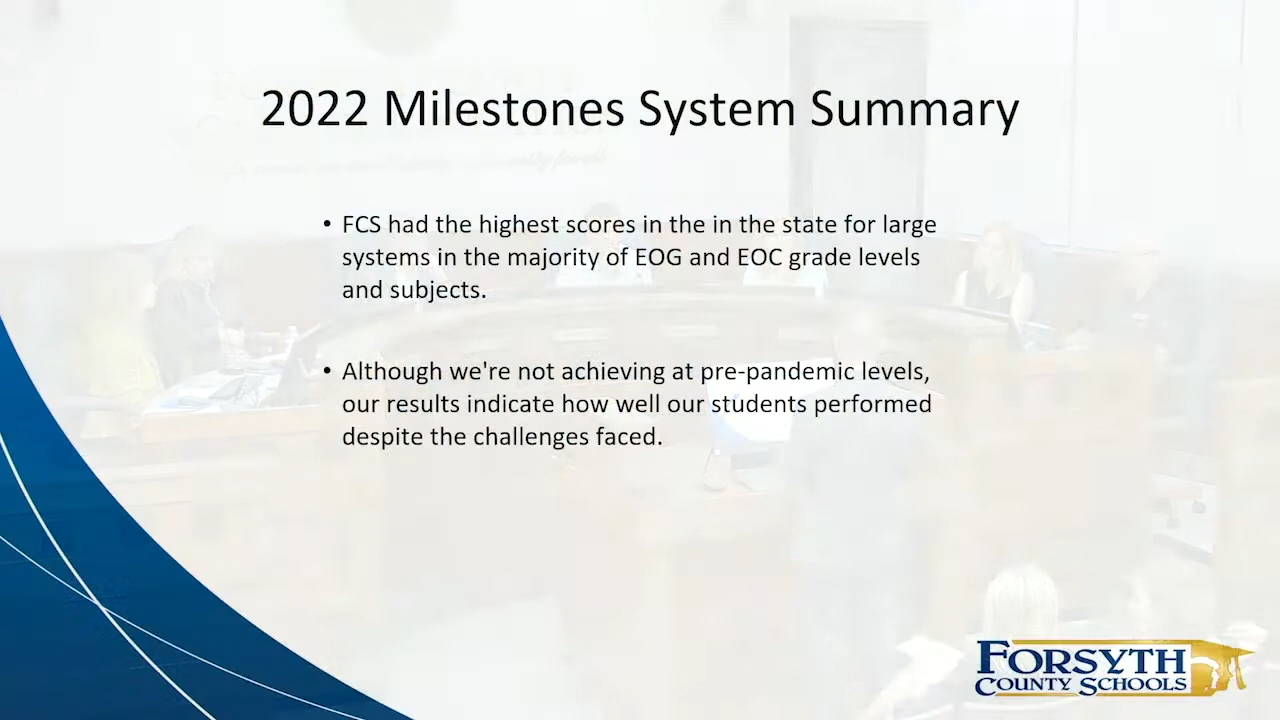 2022 Milestones System Summary
• FCS had the highest scores in the in the state for large
systems in the majority of EOG and EOC grade levels
and subjects.
• Although we're not achieving at pre-pandemic levels,
our results indicate how well our students performed
despite the challenges faced.
FORSYTH
COUNTY SCHOOLS